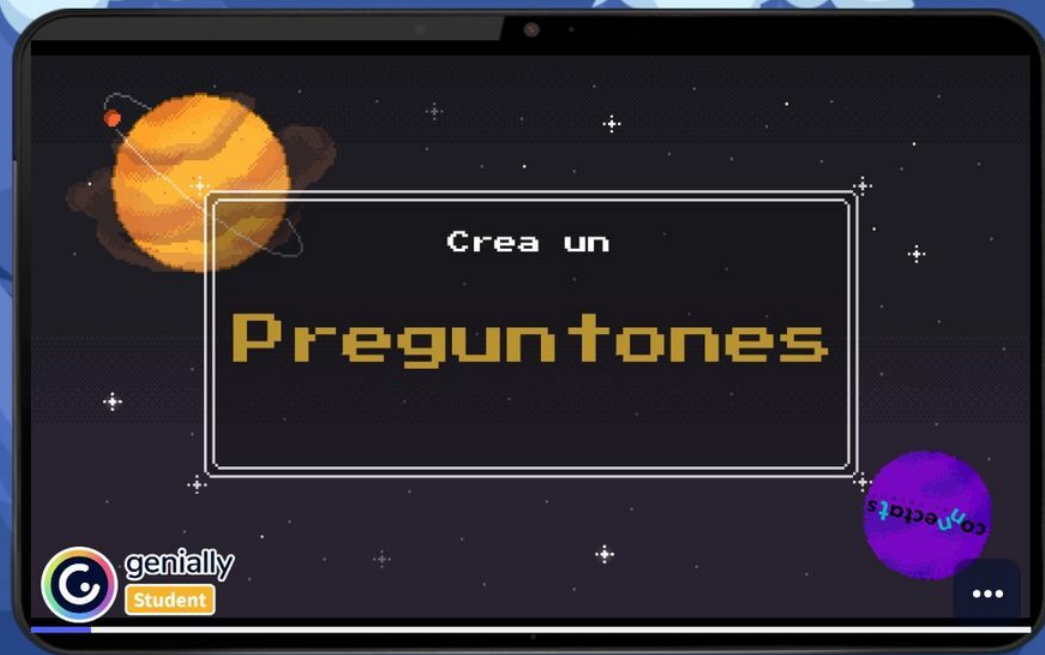 Crea un
Preguntones
connectats
genially
Student